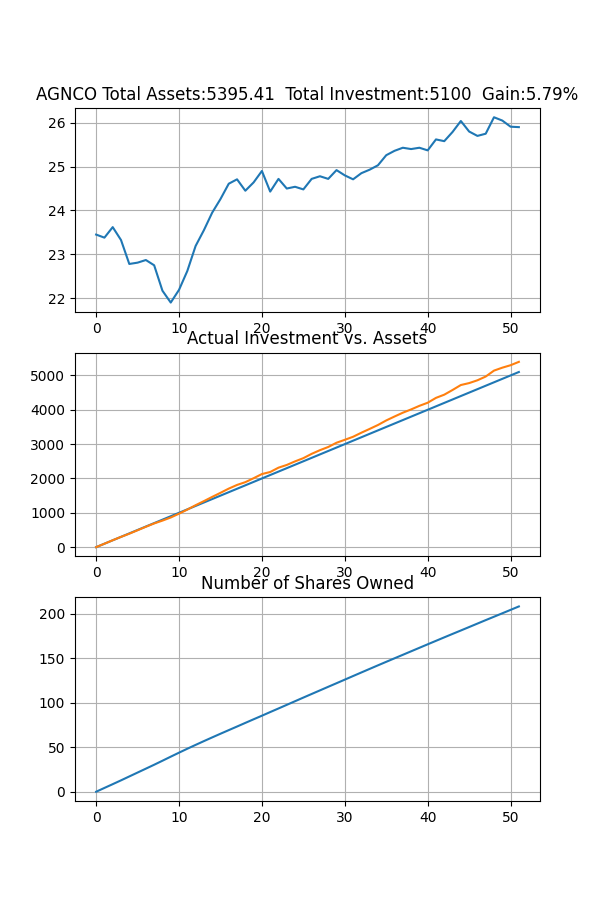 AGNCO Total Assets:5395.41  Total Investment:5100  Gain:5.79%
26
25
24
23
22
0 10 20 30 40 50
Actual Investment vs. Assets
5000
4000
3000
2000
1000
0
0 10 20 30 40 50
Number of Shares Owned
200
150
100
50
0
0 10 20 30 40 50